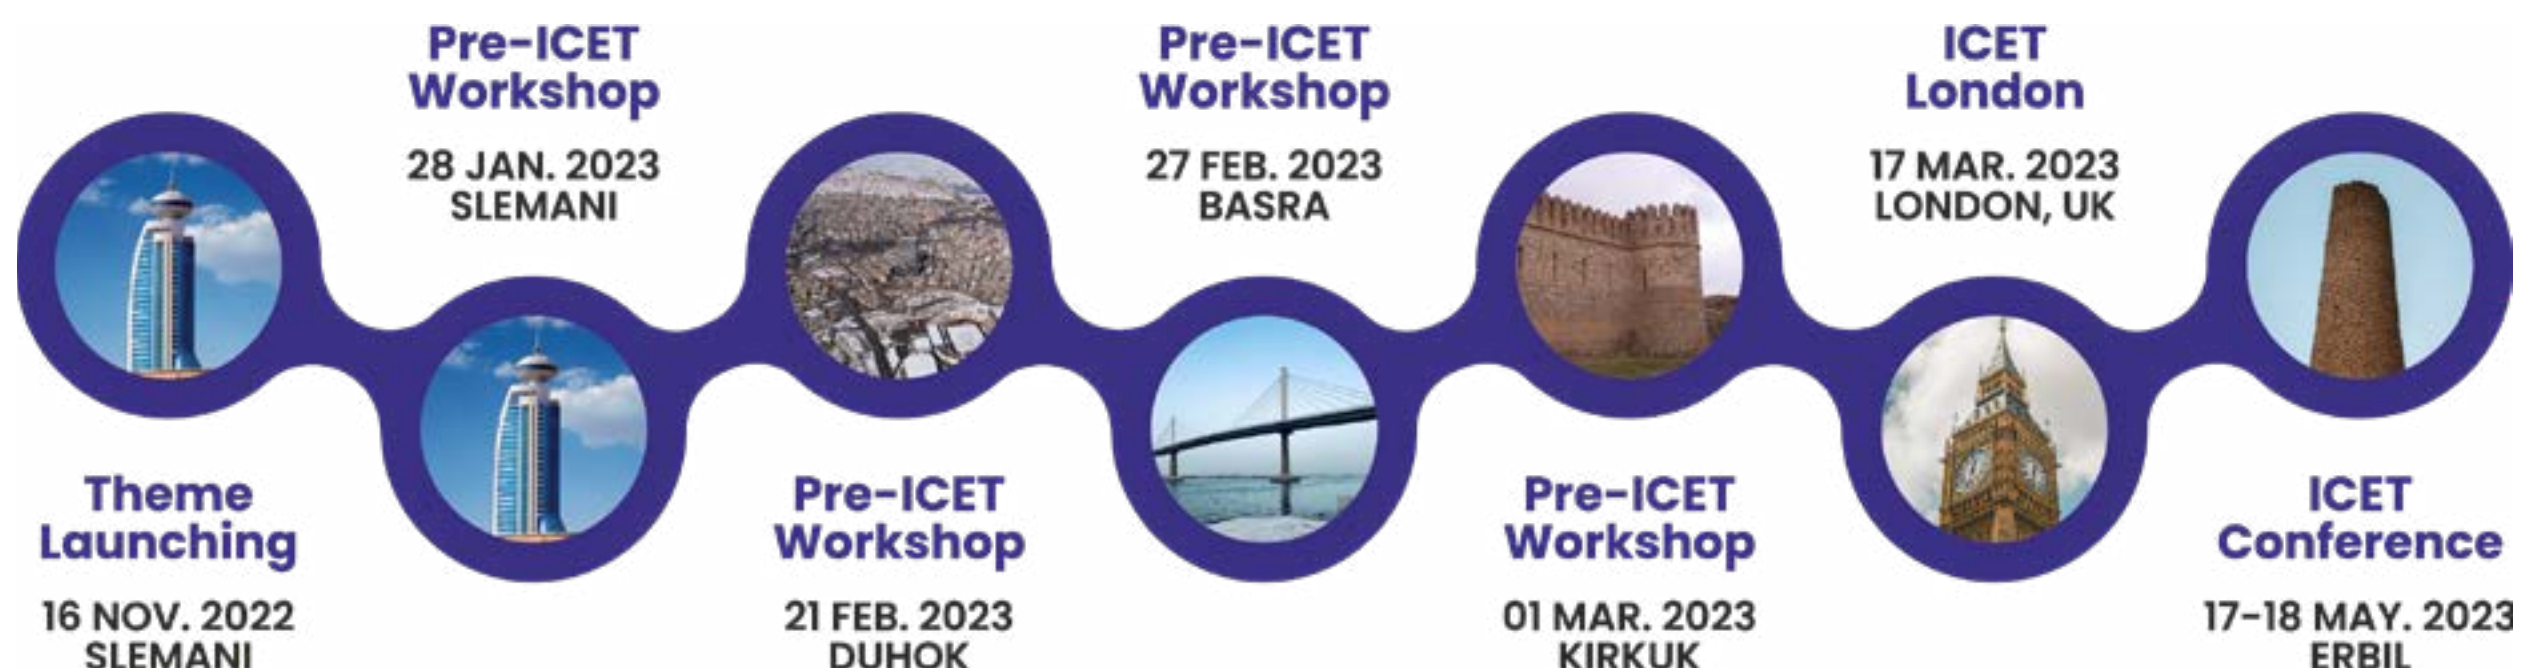 Theme
Launching
16 NOV. 2022
SLEMANI
Pre-ICET
Workshop
28 JAN. 2023
SLEMANI
Pre-ICET
Workshop
21 FEB. 2023
DUHOK
Pre-ICET
Workshop
27 FEB. 2023
BASRA
Pre-ICET
Workshop
01 MAR. 2023
KIRKUK
ICET
London
17 MAR. 2023
LONDON, UK
ICET
Conference
17-18 MAY. 2023
ERBIL